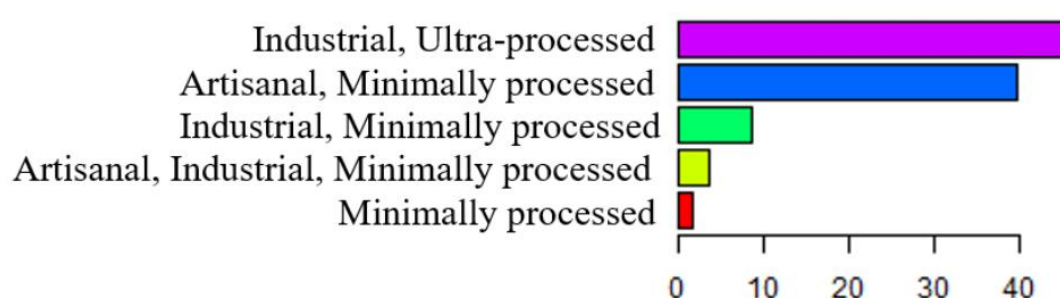 Industrial, Ultra-processed
Artisanal, Minimally processed
Industrial, Minimally processed
Artisanal, Industrial, Minimally processed
Minimally processed
0 10 20 30 40